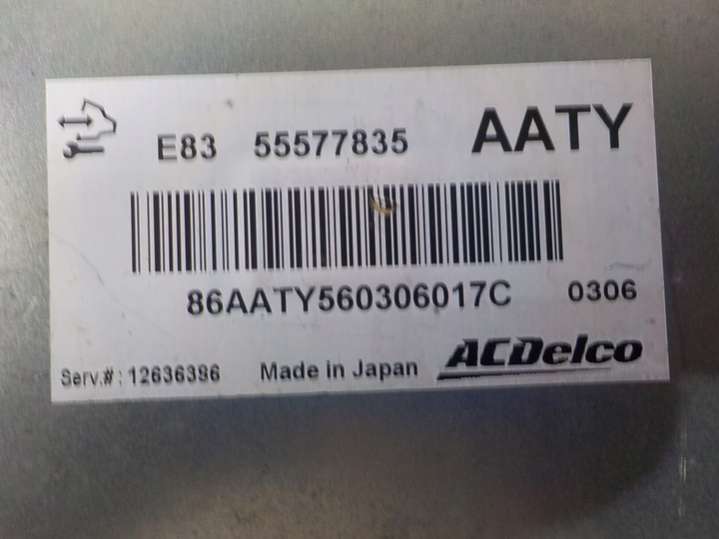 E83 55577835 AATY
86AATY560306017C 0306
Serv.#: 12636386 Made in Japan ACDelco